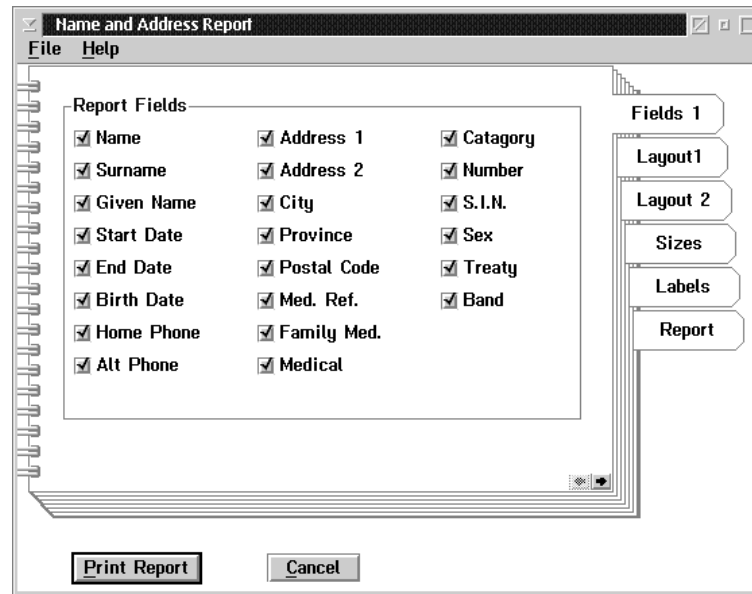 Name and Address Report
File Help
Report Fields
Name Address 1 Catagory
Surname Address 2 Number
Given Name City S.I.N.
Start Date Province Sex
End Date Postal Code Treaty
Birth Date Med. Ref. Band
Home Phone Family Med.
Alt Phone Medical
Fields 1
Layout1
Layout 2
Sizes
Labels
Report
Print Report Cancel